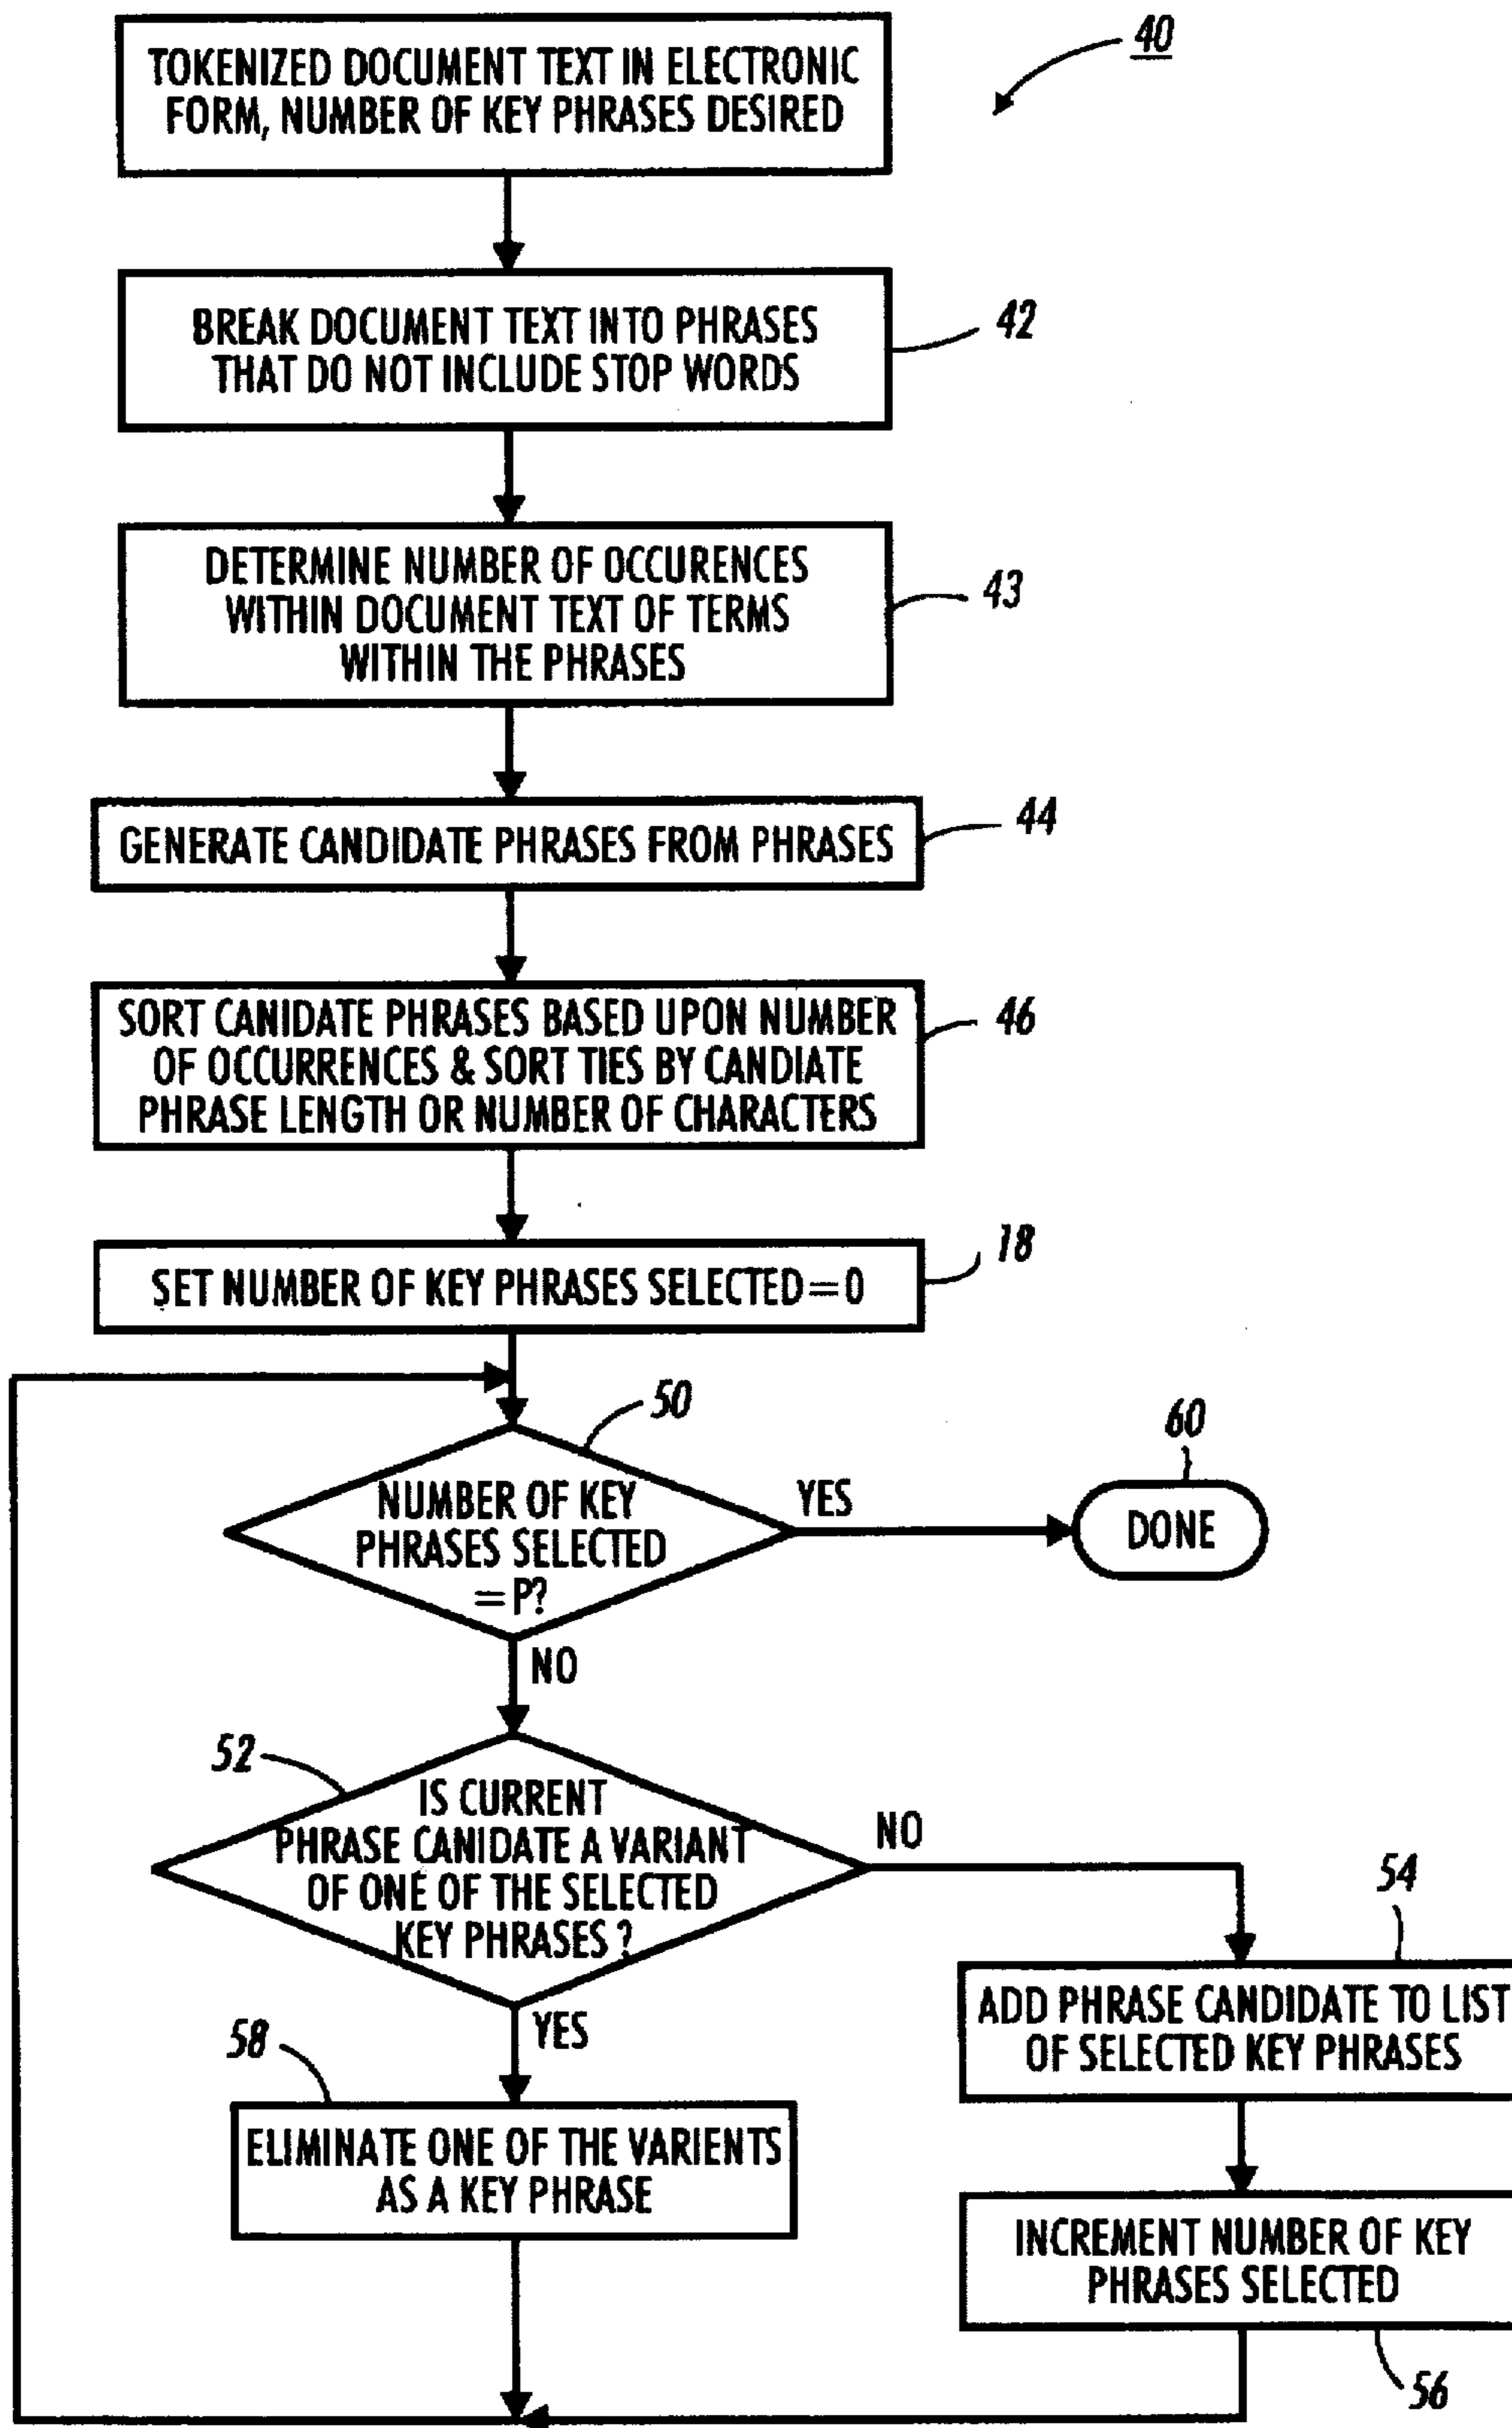 40
TOKENIZED DOCUMENT TEXT IN ELECTRONIC
FORM, NUMBER OF KEY PHRASES DESIRED
BREAK DOCUMENT TEXT INTO PHRASES
THAT DO NOT INCLUDE STOP WORDS
42
DETERMINE NUMBER OF OCCURENCES
WITHIN DOCUMENT TEXT OF TERMS
WITHIN THE PHRASES
43
GENERATE CANDIDATE PHRASES FROM PHRASES
44
SORT CANIDATE PHRASES BASED UPON NUMBER
OF OCCURRENCES & SORT TIES BY CANDIATE
PHRASE LENGTH OR NUMBER OF CHARACTERS
46
SET NUMBER OF KEY PHRASES SELECTED=0
18
50
NUMBER OF KEY
PHRASES SELECTED
=P?
YES
60
DONE
NO
52
IS CURRENT
PHRASE CANIDATE A VARIANT
OF ONE OF THE SELECTED
KEY PHRASES?
NO
54
ADD PHRASE CANDIDATE TO LIST
OF SELECTED KEY PHRASES
YES
58
ELIMINATE ONE OF THE VARIENTS
AS A KEY PHRASE
INCREMENT NUMBER OF KEY
PHRASES SELECTED
56